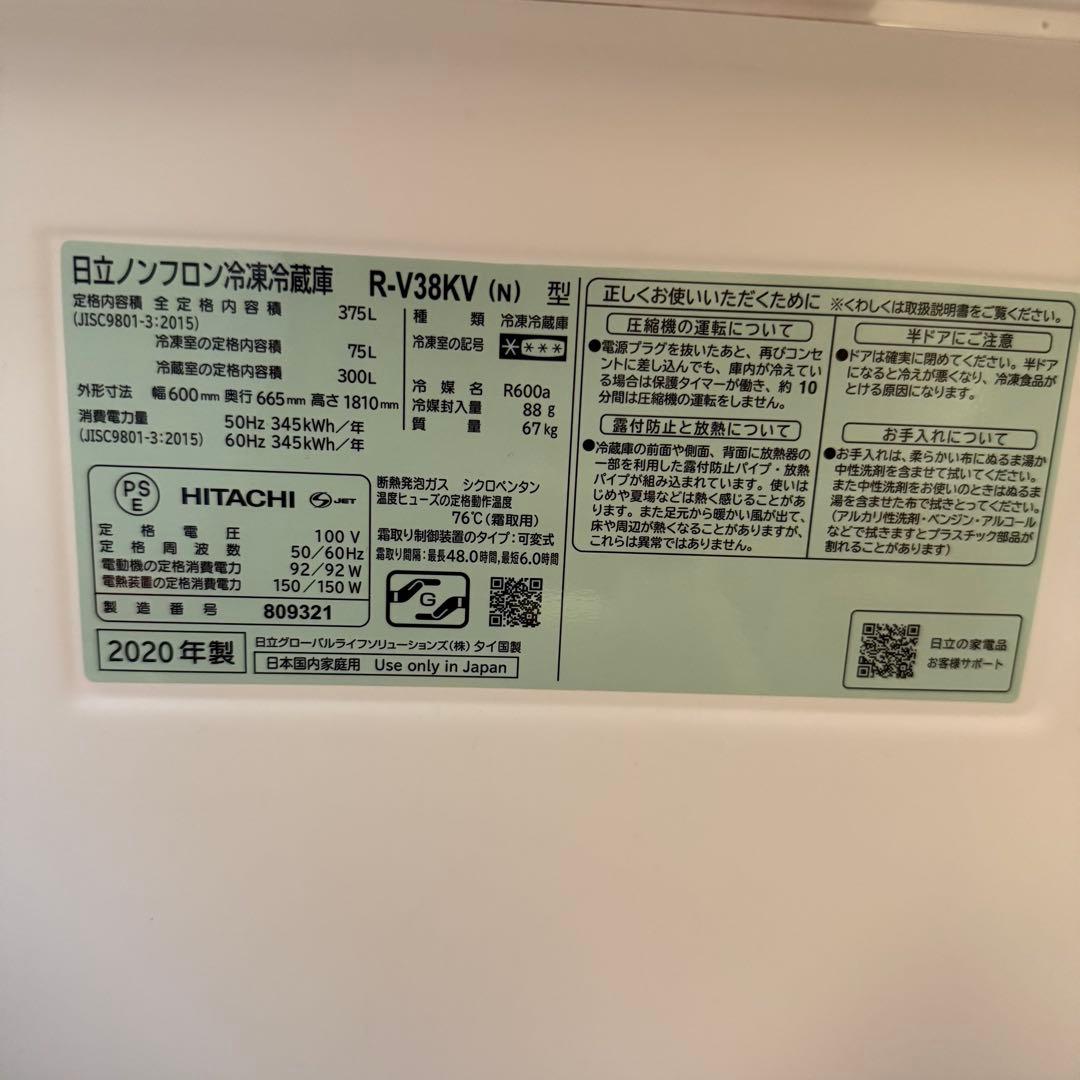 日立ノンフロン冷凍冷蔵庫 R-V38KV (N) 型
定格内容積 全定格内容積 375L
(JISC9801-3:2015)
冷凍室の定格内容積 75L
冷蔵室の定格内容積 300L
外形寸法 幅600mm 奥行665mm 高さ1810mm
消費電力量 50Hz 345kWh/年
(JISC9801-3:2015) 60Hz 345kWh/年
種類 冷凍冷蔵庫
冷凍室の記号 ****
冷媒名 R600a
冷媒封入量 88g
質量 67kg
PSE HITACHI S JET
定格電圧 100V
定格周波数 50/60Hz
電動機の定格消費電力 92/92W
電熱装置の定格消費電力 150/150W
製造番号 809321
断熱発泡ガス シクロペンタン
温度ヒューズの定格動作温度
76℃(霜取用)
霜取り制御装置のタイプ:可変式
霜取り間隔:最長48.0時間,最短6.0時間
G
2020年製
日立グローバルライフソリューションズ(株) タイ国製
日本国内家庭用 Use only in Japan
正しくお使いいただくために ※くわしくは取扱説明書をご覧ください。
圧縮機の運転について
●電源プラグを抜いたあと、再びコンセ
ントに差し込んでも、庫内が冷えてい
る場合は保護タイマーが働き、約10
分間は圧縮機の運転をしません。
露付防止と放熱について
●冷蔵庫の前面や側面、背面に放熱器の
一部を利用した露付防止パイプ・放熱
パイプが組み込まれています。使いは
じめや夏場などは熱く感じることがあ
ります。また足元から暖かい風が出て、
床や周辺が熱くなることがありますが、
これらは異常ではありません。
半ドアにご注意
●ドアは確実に閉めてください。半ドア
になると冷えが悪くなり、冷凍食品が
とける原因になります。
お手入れについて
●お手入れは、柔らかい布にぬるま湯か
中性洗剤を含ませて拭いてください。
また中性洗剤をお使いのときはぬるま
湯を含ませた布で拭きとってください。
(アルカリ性洗剤・ベンジン・アルコール
などで拭きますとプラスチック部品が
割れることがあります)
日立の家電品
お客様サポート